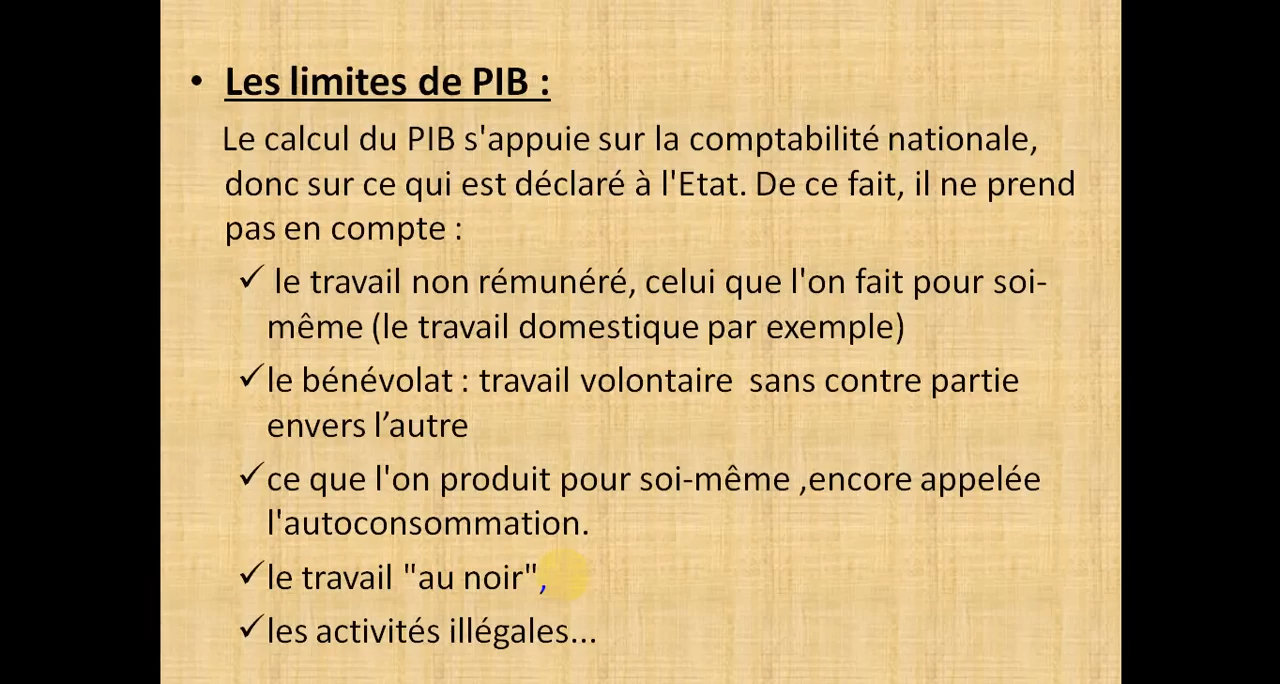 • Les limites de PIB :
Le calcul du PIB s'appuie sur la comptabilité nationale,
donc sur ce qui est déclaré à l'Etat. De ce fait, il ne prend
pas en compte :
✓ le travail non rémunéré, celui que l'on fait pour soi-
même (le travail domestique par exemple)
✓le bénévolat : travail volontaire  sans contre partie
envers l’autre
✓ce que l'on produit pour soi-même ,encore appelée
l'autoconsommation.
✓le travail "au noir",
✓les activités illégales...